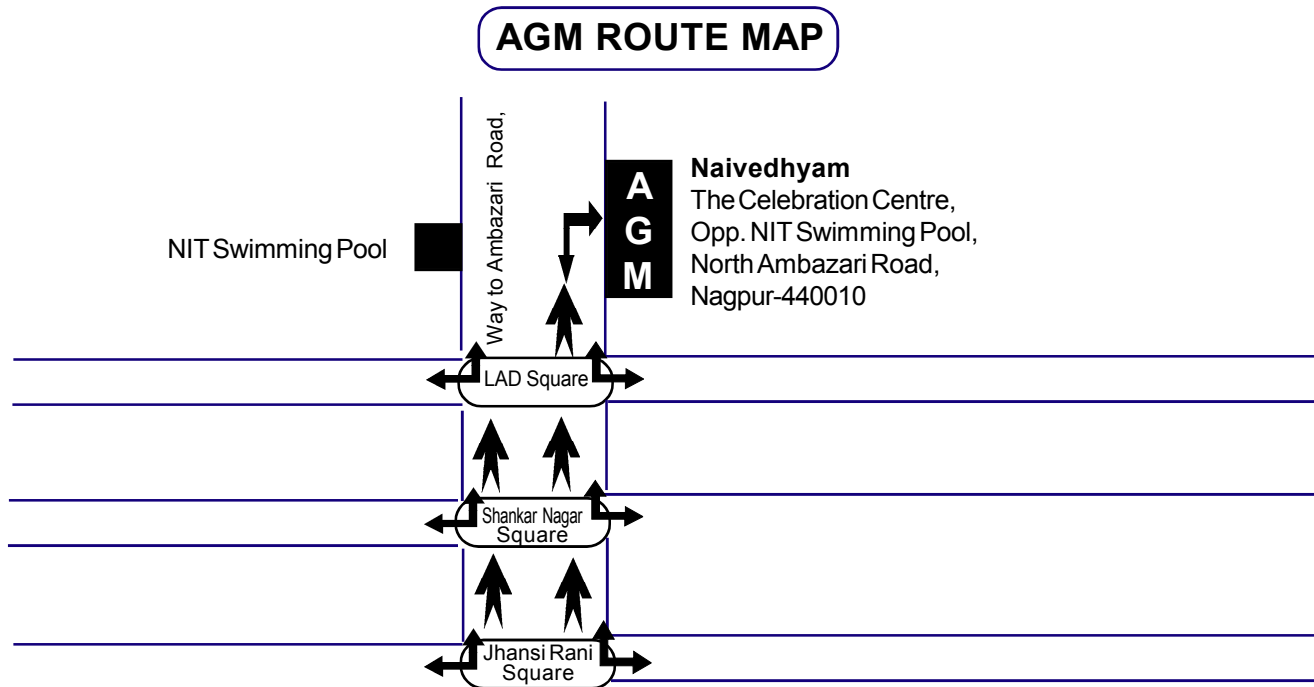 AGM ROUTE MAP
Way to Ambazari Road,
NIT Swimming Pool
A
G
M
Naivedhyam
The Celebration Centre,
Opp. NIT Swimming Pool,
North Ambazari Road,
Nagpur-440010
LAD Square
Shankar Nagar
Square
Jhansi Rani
Square